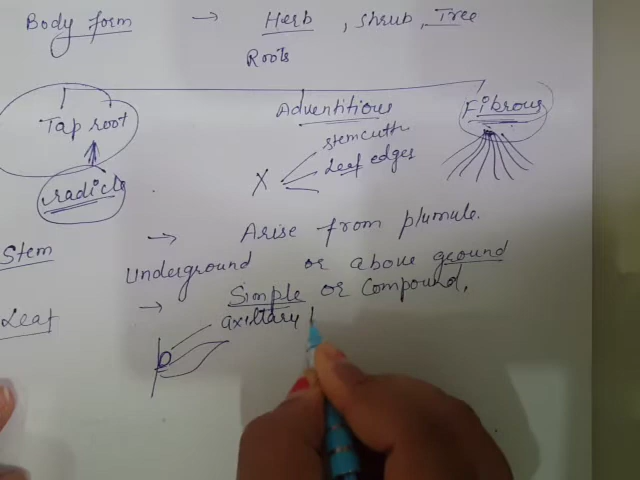 Body form → Herb, Shrub, Tree
Roots
Tap root
Adventitious
Fibrous
radicle
X
stemcutt
Leaf edges
Stem → Arise from plumule.
Underground or above ground
Leaf → Simple or Compound,
axillary